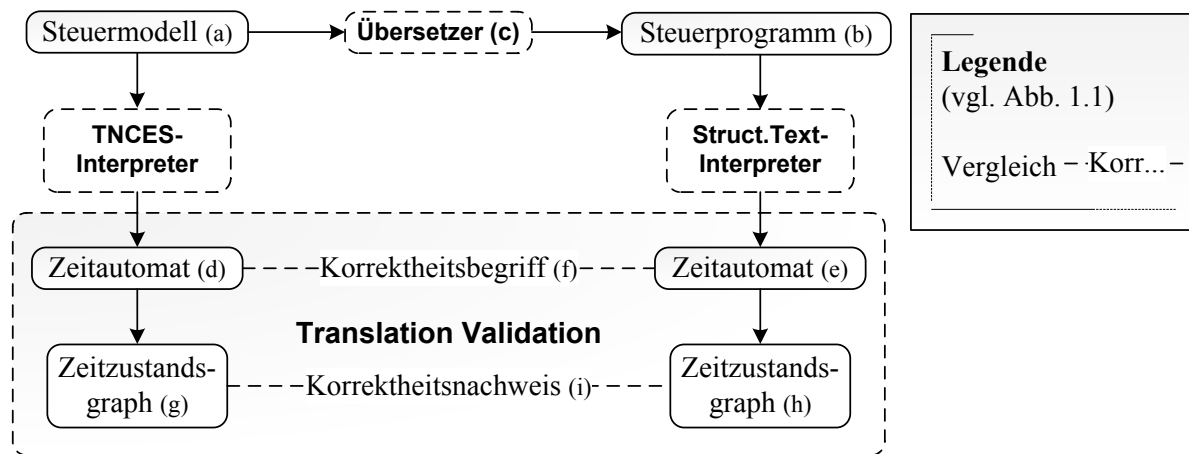 Steuermodell (a)
Übersetzer (c)
Steuerprogramm (b)
TNCES-
Interpreter
Struct.Text-
Interpreter
Zeitautomat (d)
Korrektheitsbegriff (f)
Zeitautomat (e)
Translation Validation
Zeitzustands-
graph (g)
Korrektheitsnachweis (i)
Zeitzustands-
graph (h)
Legende
(vgl. Abb. 1.1)
Vergleich
Korr...